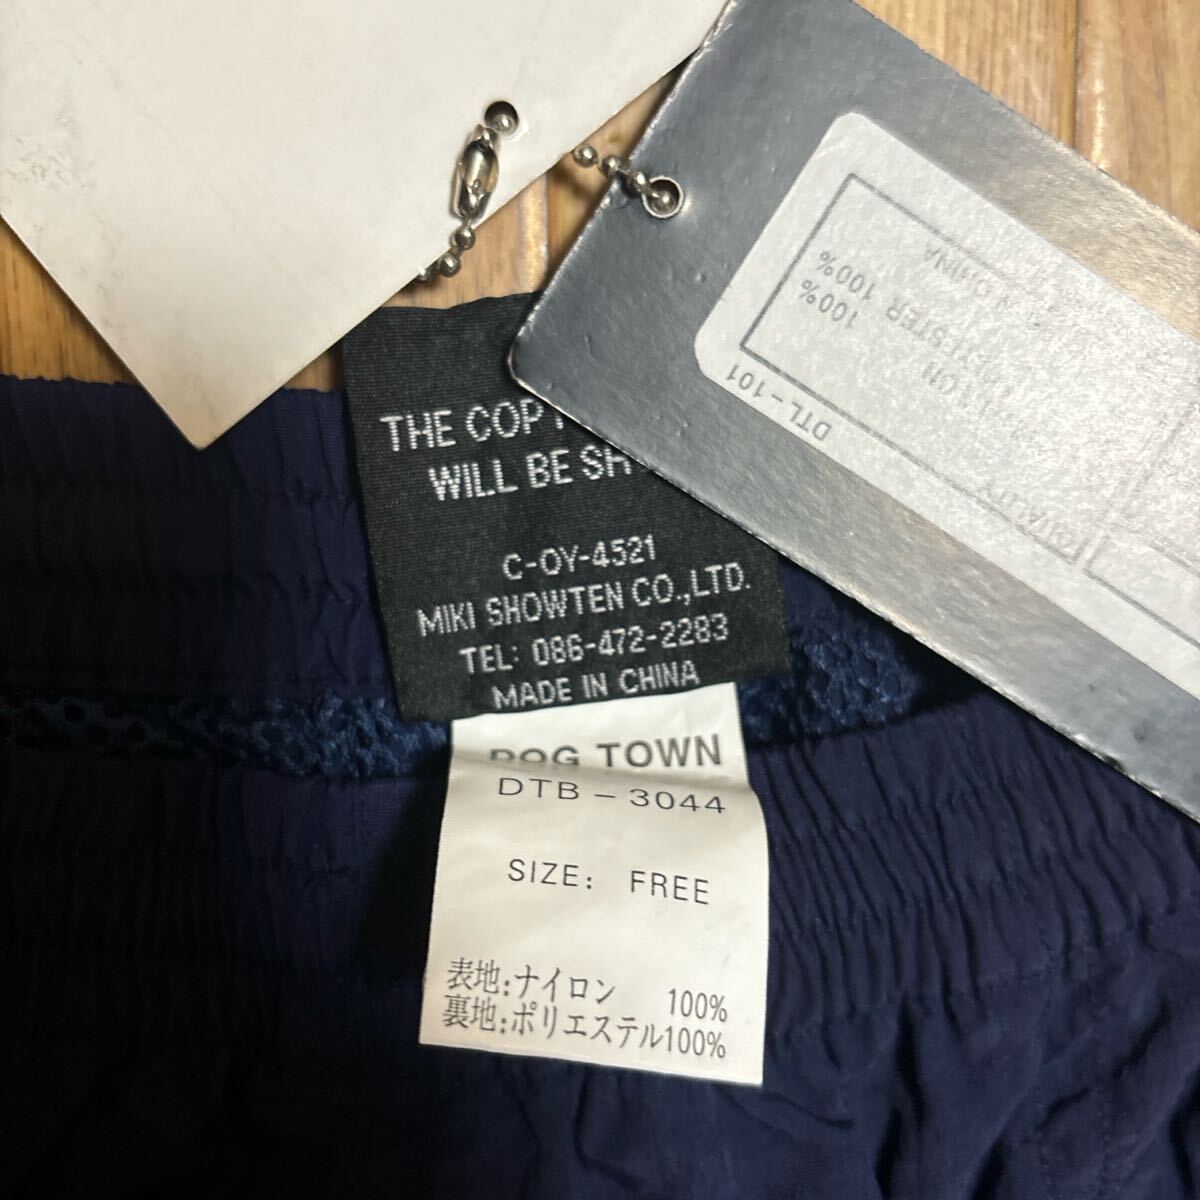 THE COP
WILL BE SH
C-OY-4521
MIKI SHOWTEN CO.,LTD.
TEL: 086-472-2283
MADE IN CHINA
DOG TOWN
DTB-3044
SIZE: FREE
表地:ナイロン 100%
裏地:ポリエステル100%
DTL-101
100%
100%